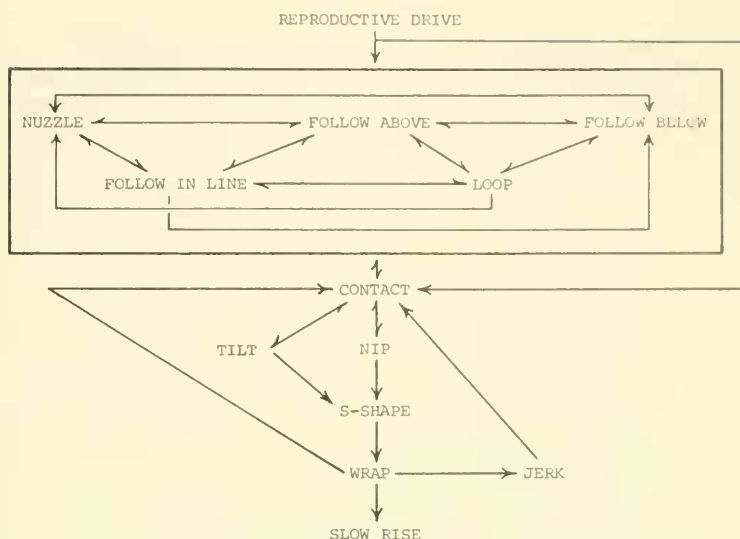 REPRODUCTIVE DRIVE
NUZZLE FOLLOW ABOVE FOLLOW BELOW
FOLLOW IN LINE LOOP
CONTACT
TILT NIP
S-SHAPE
WRAP JERK
SLOW RISE